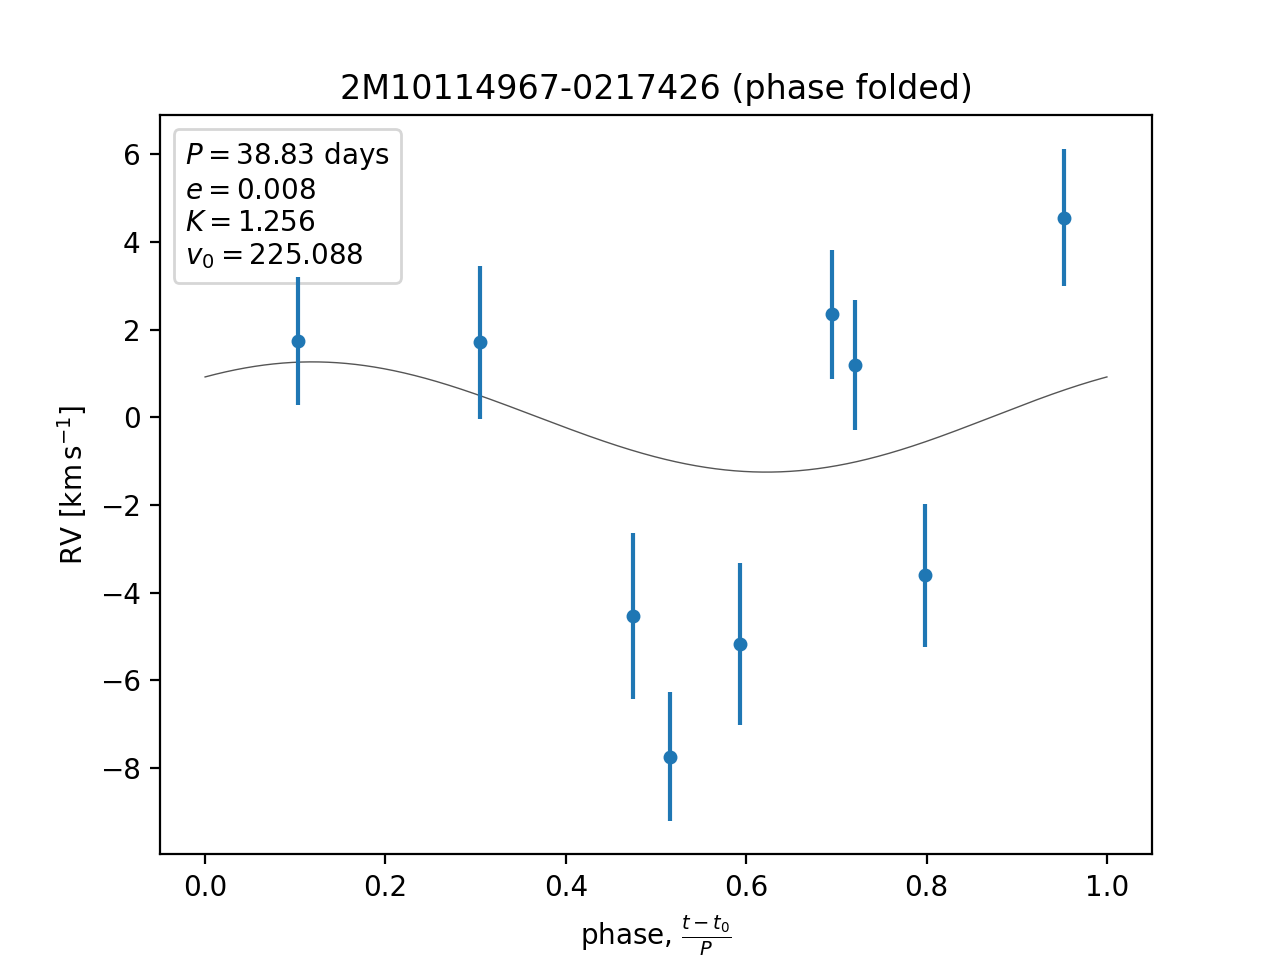 2M10114967-0217426 (phase folded)
P = 38.83 days
e = 0.008
K = 1.256
v₀ = 225.088
6
4
2
0
−2
−4
−6
−8
RV [km s⁻¹]
0.0 0.2 0.4 0.6 0.8 1.0
phase, (t − t₀)/P